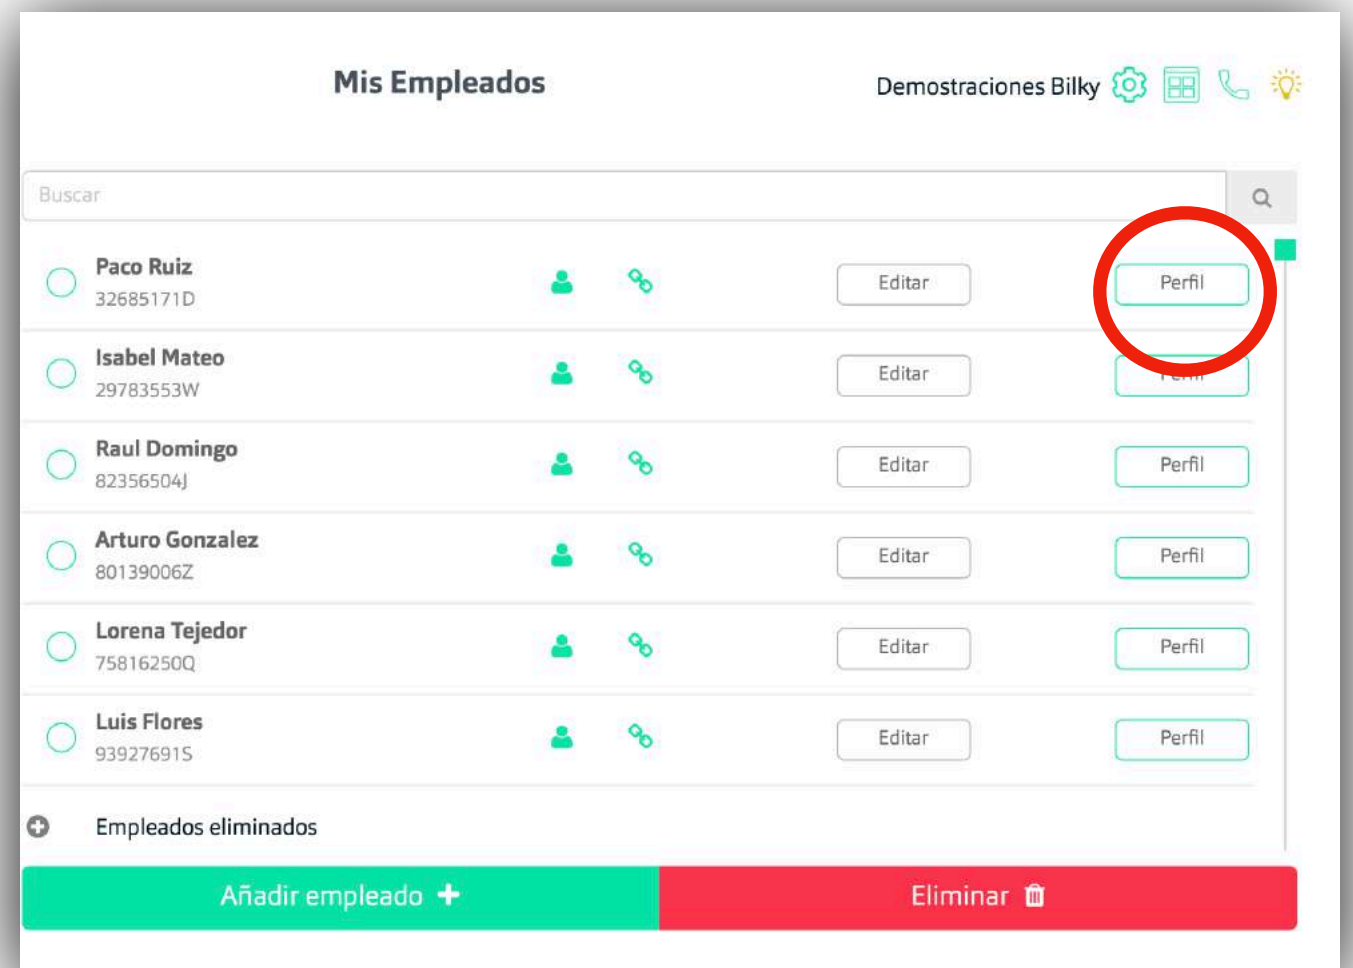 Mis Empleados
Demostraciones Bilky
Buscar
Paco Ruiz
32685171D
Editar
Perfil
Isabel Mateo
29783553W
Editar
Perfil
Raul Domingo
82356504J
Editar
Perfil
Arturo Gonzalez
80139006Z
Editar
Perfil
Lorena Tejedor
75816250Q
Editar
Perfil
Luis Flores
93927691S
Editar
Perfil
Empleados eliminados
Añadir empleado
Eliminar